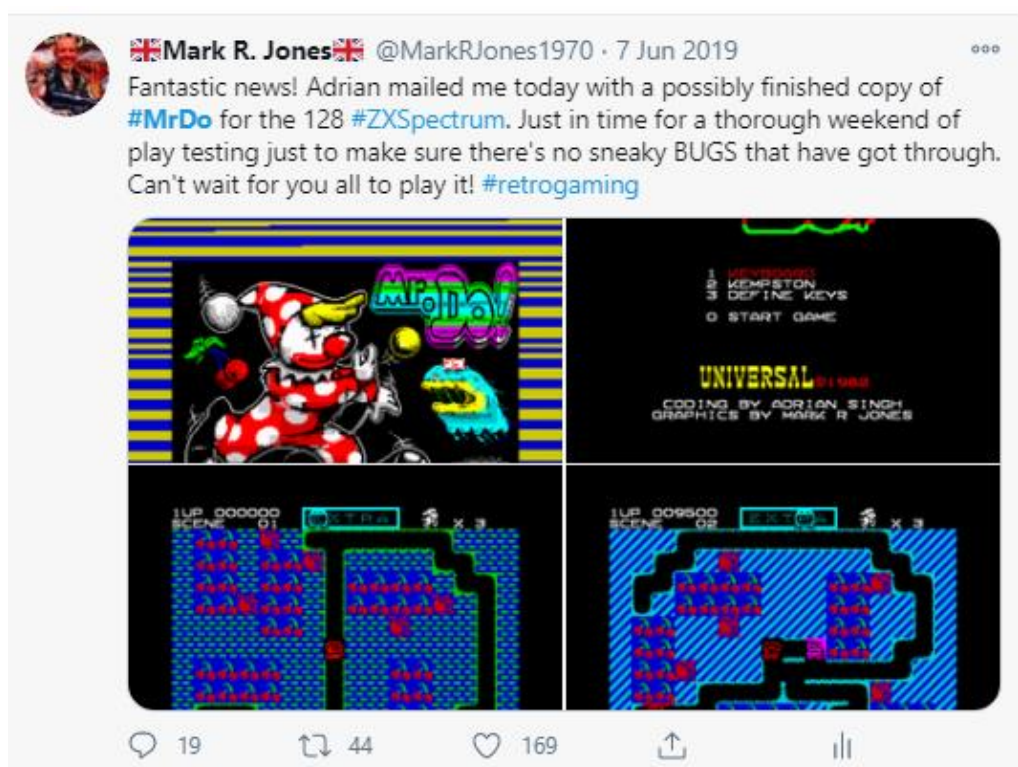 Mark R. Jones @MarkRJones1970 · 7 Jun 2019
Fantastic news! Adrian mailed me today with a possibly finished copy of
#MrDo for the 128 #ZXSpectrum. Just in time for a thorough weekend of
play testing just to make sure there's no sneaky BUGS that have got through.
Can't wait for you all to play it! #retrogaming
Mr. Do!
1 KEYBOARD
2 KEMPSTON
3 DEFINE KEYS
0 START GAME
UNIVERSAL ©1982
CODING BY ADRIAN SINGH
GRAPHICS BY MARK R JONES
1UP 000000
SCENE 01
XTRA
X 3
1UP 009500
SCENE 02
EXT A
X 3
19
44
169